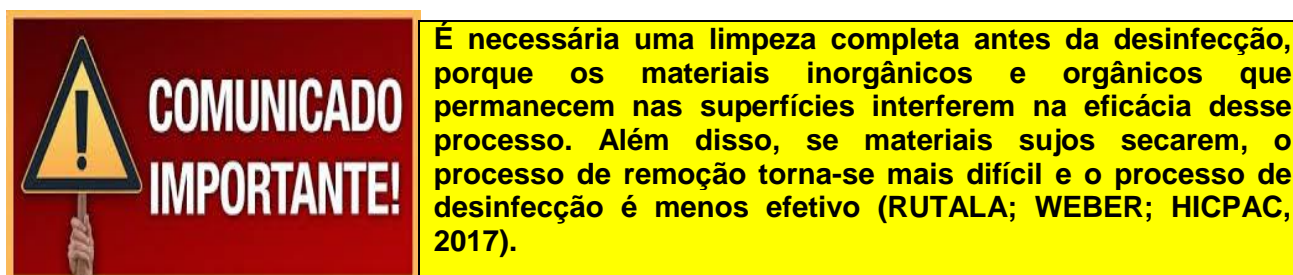 COMUNICADO
IMPORTANTE!
É necessária uma limpeza completa antes da desinfecção,
porque os materiais inorgânicos e orgânicos que
permanecem nas superfícies interferem na eficácia desse
processo. Além disso, se materiais sujos secarem, o
processo de remoção torna-se mais difícil e o processo de
desinfecção é menos efetivo (RUTALA; WEBER; HICPAC,
2017).